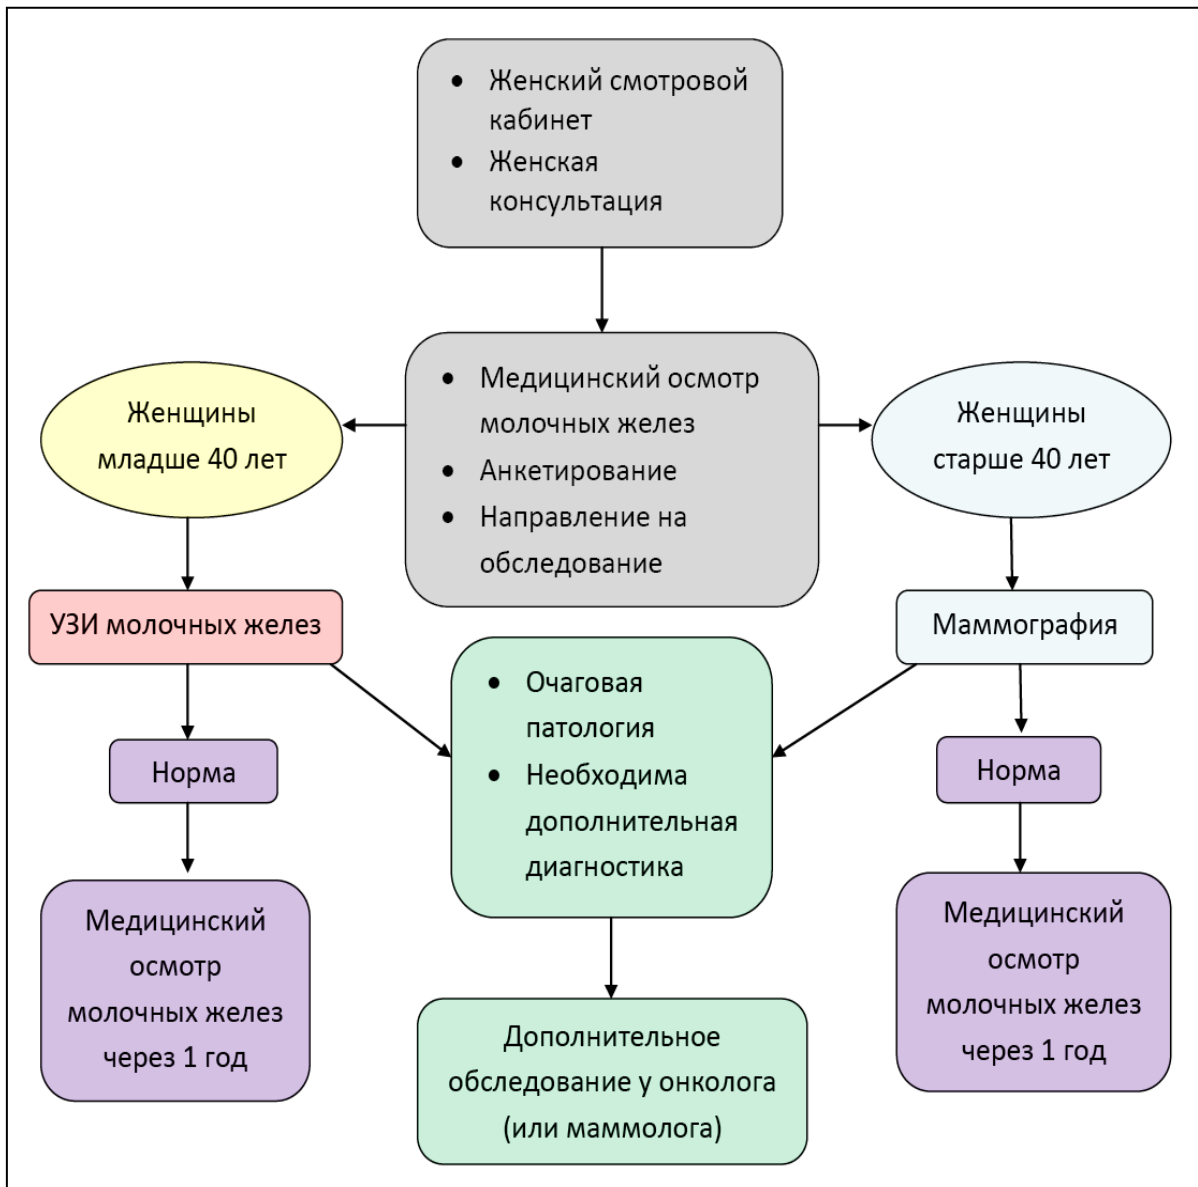 • Женский смотровой
кабинет
• Женская
консультация
• Медицинский осмотр
молочных желез
• Анкетирование
• Направление на
обследование
Женщины
младше 40 лет
Женщины
старше 40 лет
УЗИ молочных желез
Маммография
• Очаговая
патология
• Необходима
дополнительная
диагностика
Норма
Норма
Медицинский
осмотр
молочных желез
через 1 год
Медицинский
осмотр
молочных желез
через 1 год
Дополнительное
обследование у онколога
(или маммолога)